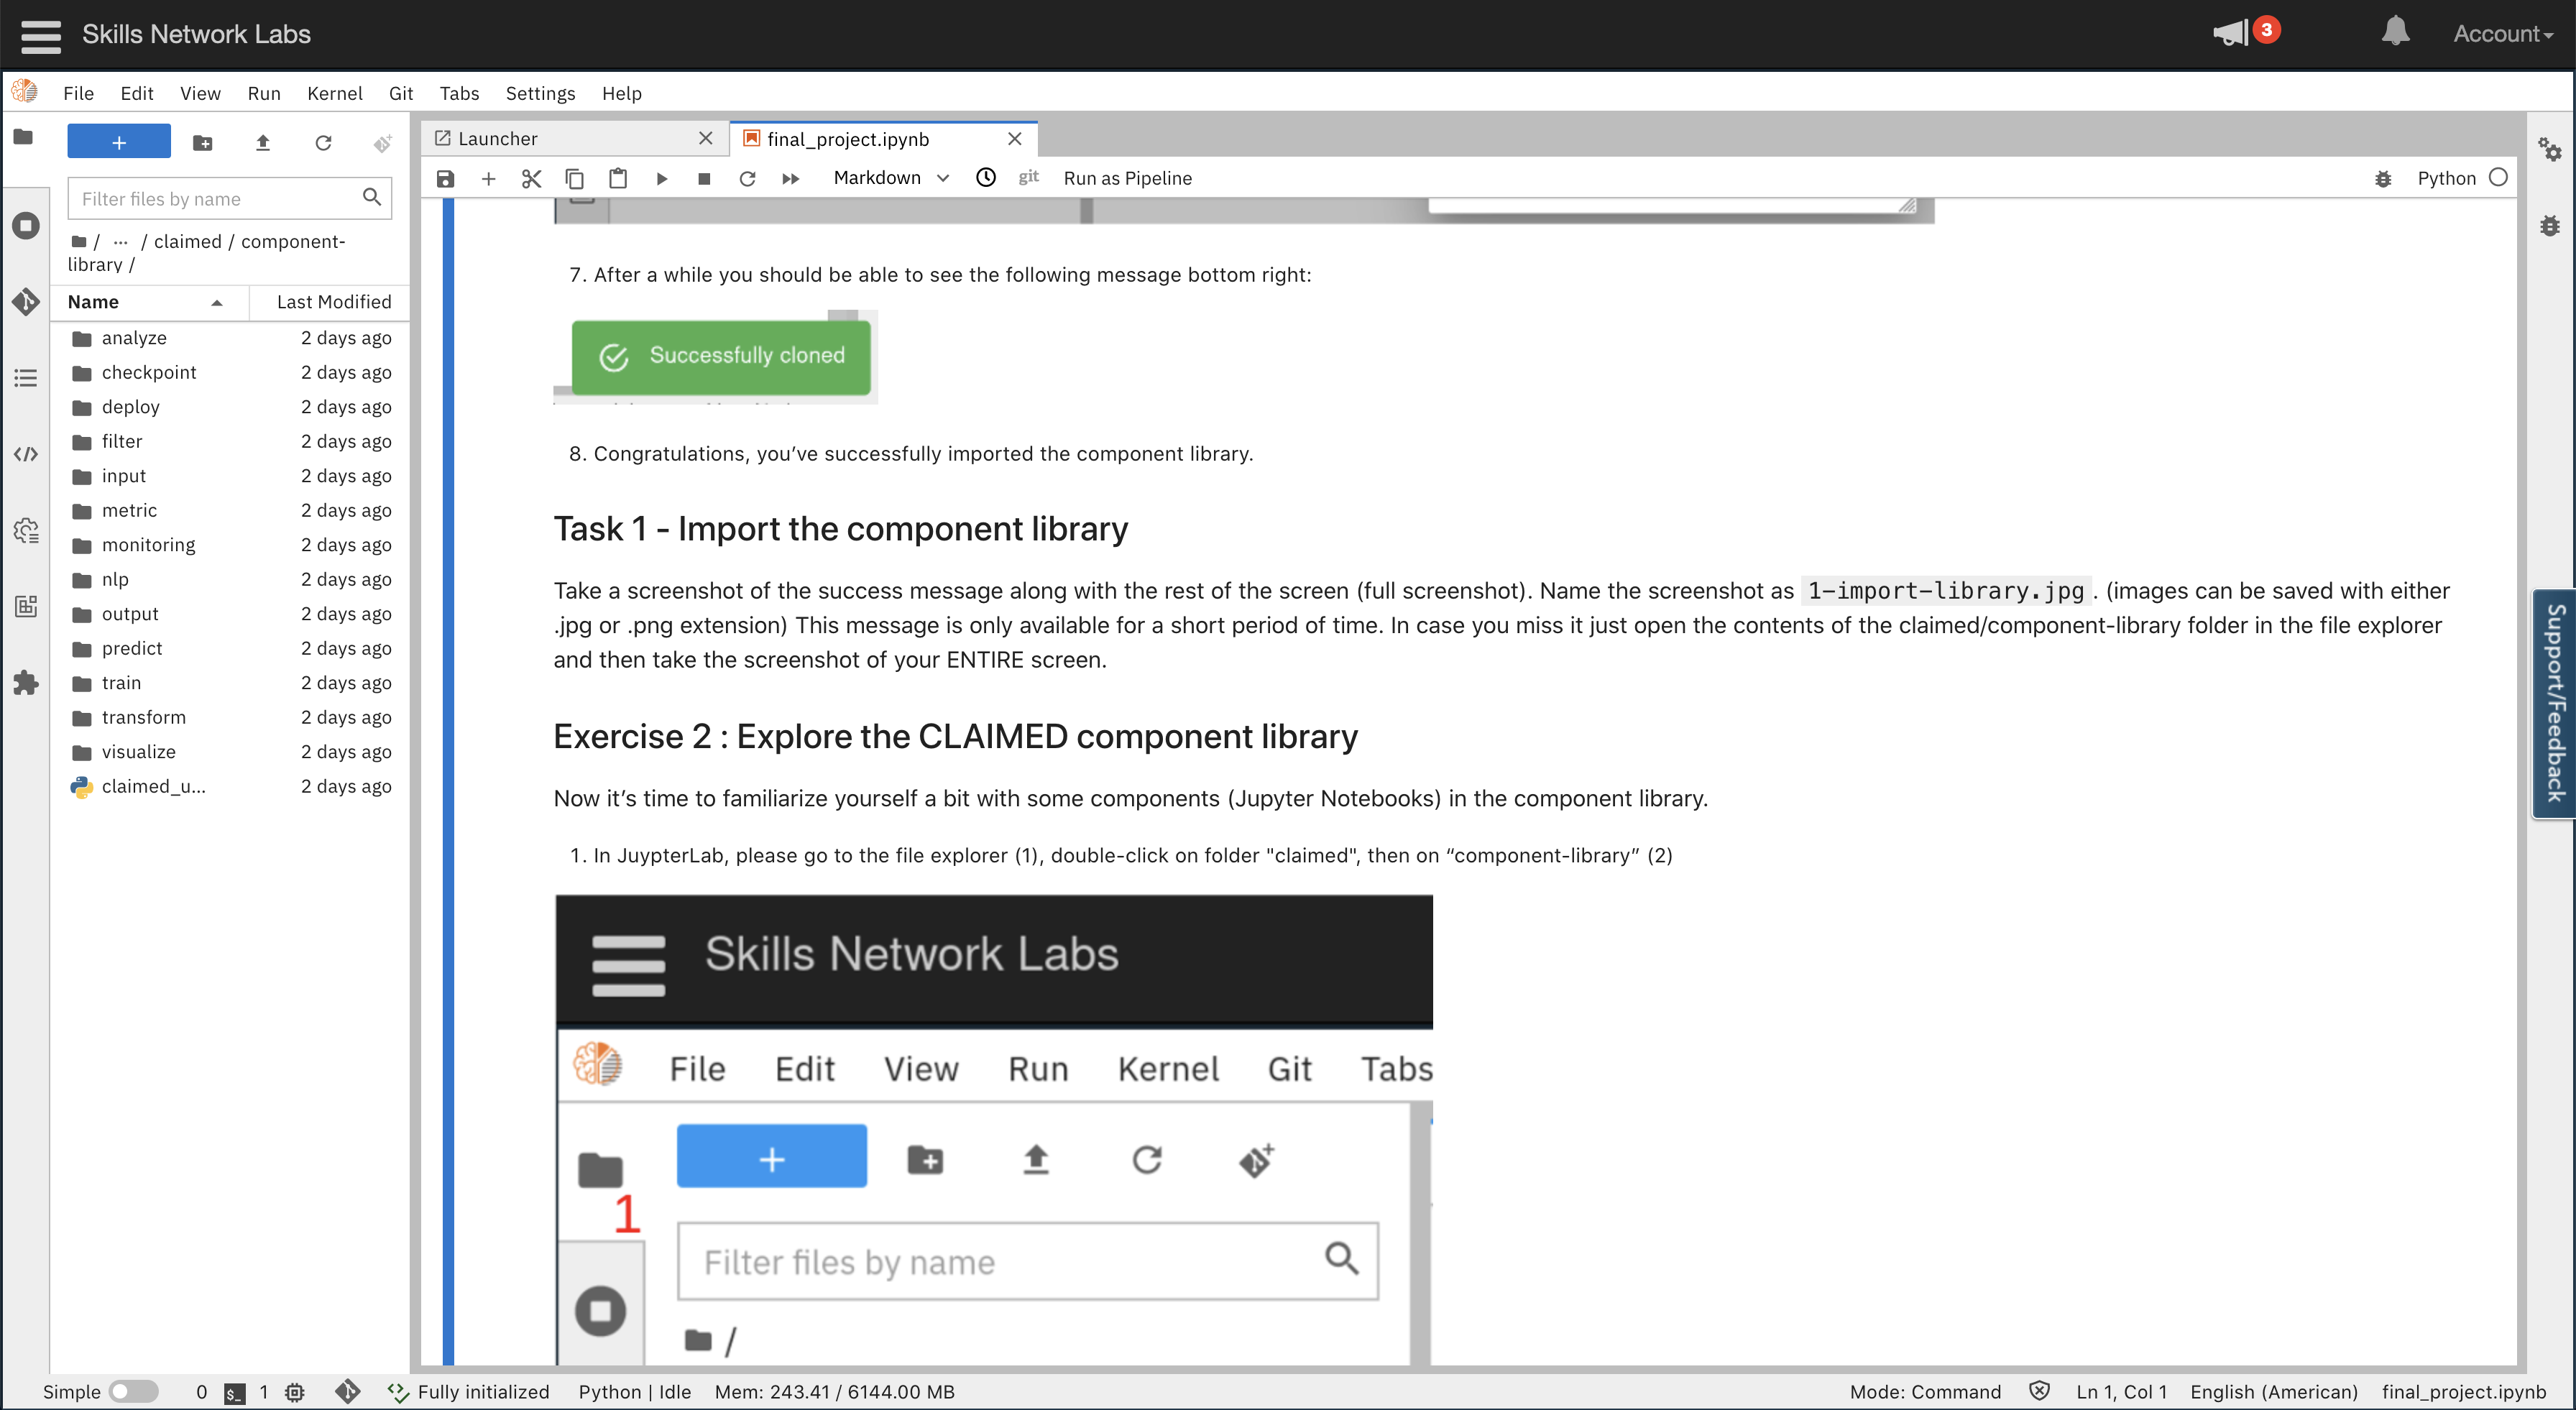 Skills Network Labs
3
Account
File Edit View Run Kernel Git Tabs Settings Help
+
Filter files by name
/ ... / claimed / component-
library /
Name Last Modified
analyze 2 days ago
checkpoint 2 days ago
deploy 2 days ago
filter 2 days ago
input 2 days ago
metric 2 days ago
monitoring 2 days ago
nlp 2 days ago
output 2 days ago
predict 2 days ago
train 2 days ago
transform 2 days ago
visualize 2 days ago
claimed_u... 2 days ago
Launcher
final_project.ipynb
Markdown git Run as Pipeline Python
7. After a while you should be able to see the following message bottom right:
Successfully cloned
8. Congratulations, you’ve successfully imported the component library.
Task 1 - Import the component library
Take a screenshot of the success message along with the rest of the screen (full screenshot). Name the screenshot as 1-import-library.jpg . (images can be saved with either
.jpg or .png extension) This message is only available for a short period of time. In case you miss it just open the contents of the claimed/component-library folder in the file explorer
and then take the screenshot of your ENTIRE screen.
Exercise 2 : Explore the CLAIMED component library
Now it’s time to familiarize yourself a bit with some components (Jupyter Notebooks) in the component library.
1. In JuypterLab, please go to the file explorer (1), double-click on folder "claimed", then on “component-library” (2)
Skills Network Labs
File Edit View Run Kernel Git Tabs
+
1
Filter files by name
/
Support/Feedback
Simple 0 $_ 1 Fully initialized Python | Idle Mem: 243.41 / 6144.00 MB Mode: Command Ln 1, Col 1 English (American) final_project.ipynb